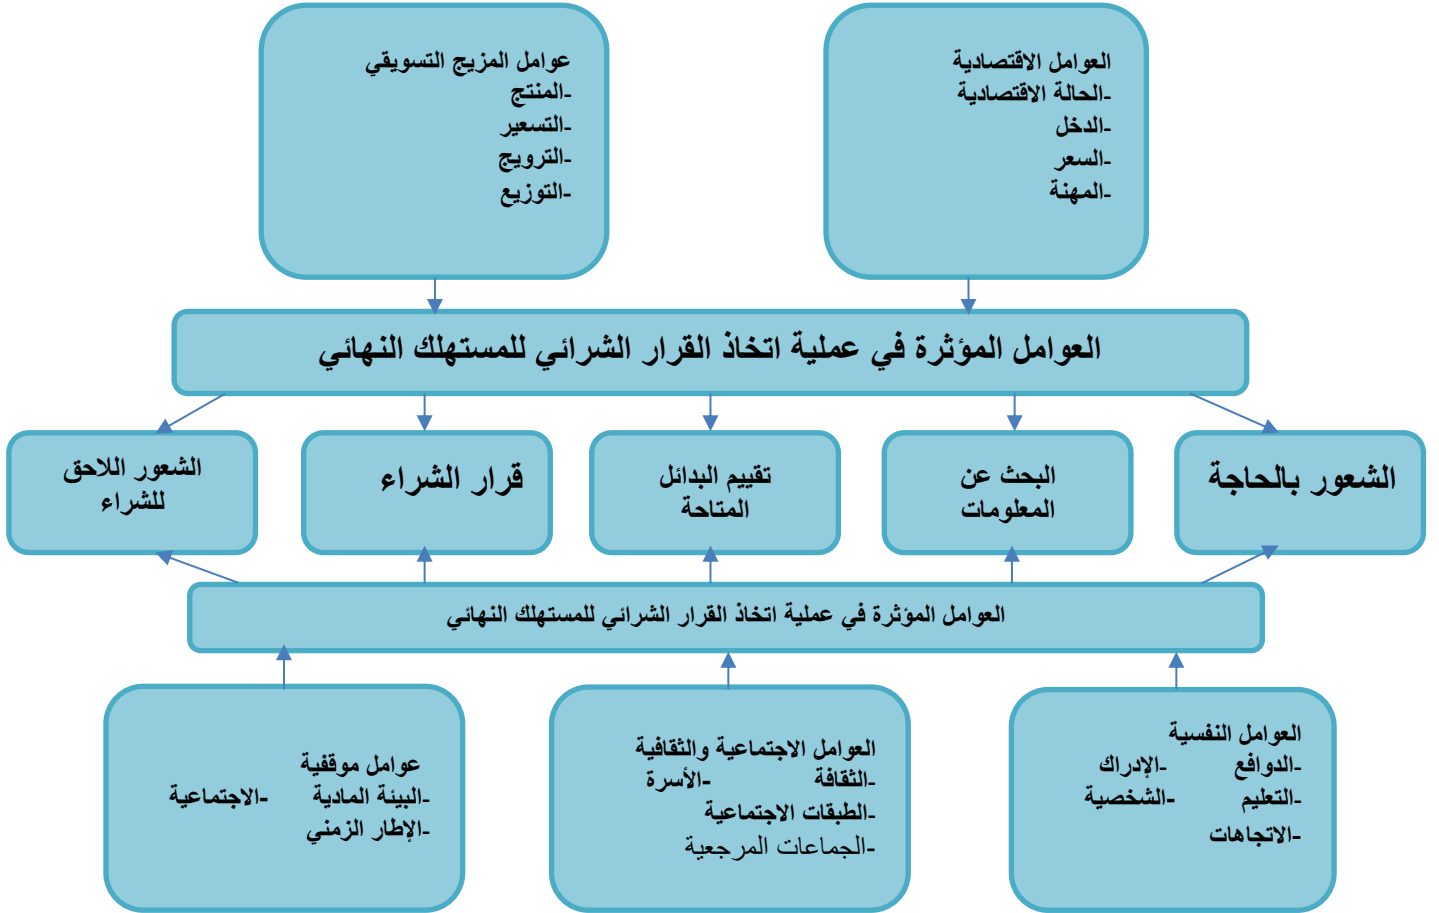 العوامل الاقتصادية
-الحالة الاقتصادية
-الدخل
-السعر
-المهنة
عوامل المزيج التسويقي
-المنتج
-التسعير
-الترويج
-التوزيع
العوامل المؤثرة في عملية اتخاذ القرار الشرائي للمستهلك النهائي
الشعور بالحاجة
البحث عن
المعلومات
تقييم البدائل
المتاحة
قرار الشراء
الشعور اللاحق
للشراء
العوامل المؤثرة في عملية اتخاذ القرار الشرائي للمستهلك النهائي
العوامل النفسية
-الدوافع -الإدراك
-التعليم -الشخصية
-الاتجاهات
العوامل الاجتماعية والثقافية
-الثقافة -الأسرة
-الطبقات الاجتماعية
-الجماعات المرجعية
عوامل موقفية
-البيئة المادية -الاجتماعية
-الإطار الزمني